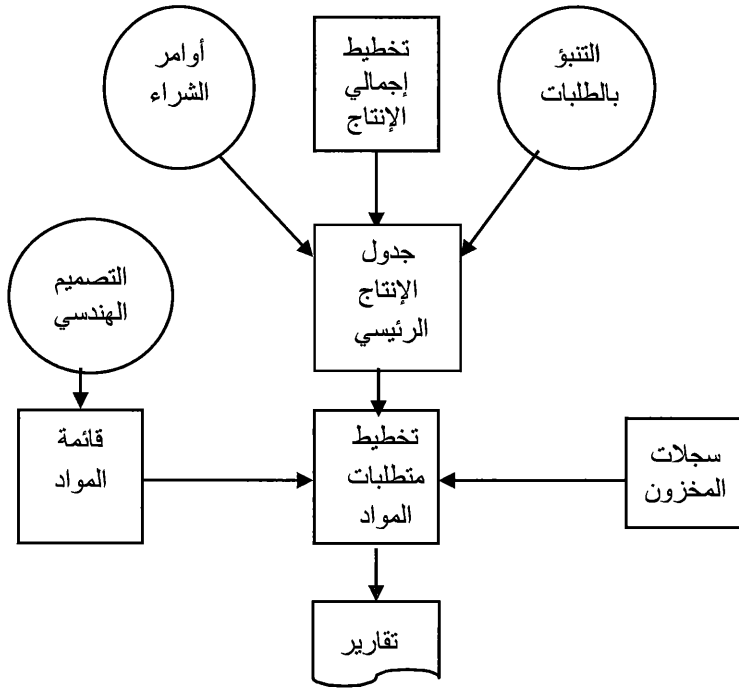 أوامر
الشراء
تخطيط
إجمالي
الإنتاج
التنبؤ
بالطلبات
جدول
الإنتاج
الرئيسي
التصميم
الهندسي
قائمة
المواد
تخطيط
متطلبات
المواد
سجلات
المخزون
تقارير